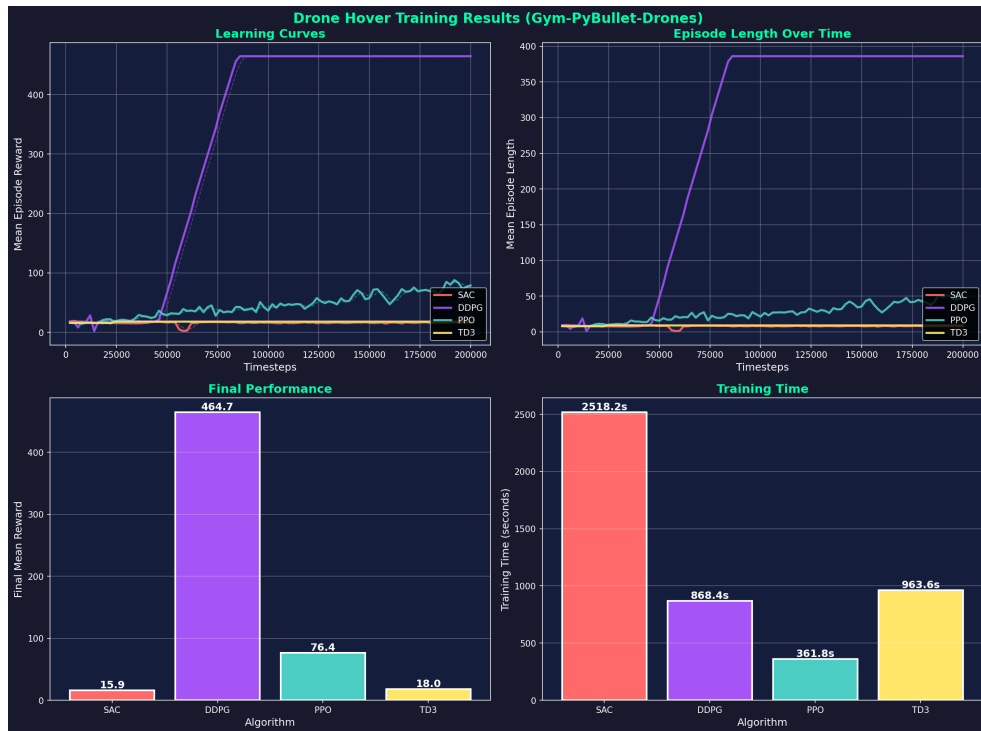 Drone Hover Training Results (Gym-PyBullet-Drones)
Learning Curves
Mean Episode Reward
400
300
200
100
0
0 25000 50000 75000 100000 125000 150000 175000 200000
Timesteps
SAC
DDPG
PPO
TD3
Episode Length Over Time
Mean Episode Length
400
350
300
250
200
150
100
50
0
0 25000 50000 75000 100000 125000 150000 175000 200000
Timesteps
SAC
DDPG
PPO
TD3
Final Performance
Final Mean Reward
400
300
200
100
0
15.9
464.7
76.4
18.0
SAC DDPG PPO TD3
Algorithm
Training Time
Training Time (seconds)
2500
2000
1500
1000
500
0
2518.2s
868.4s
361.8s
963.6s
SAC DDPG PPO TD3
Algorithm